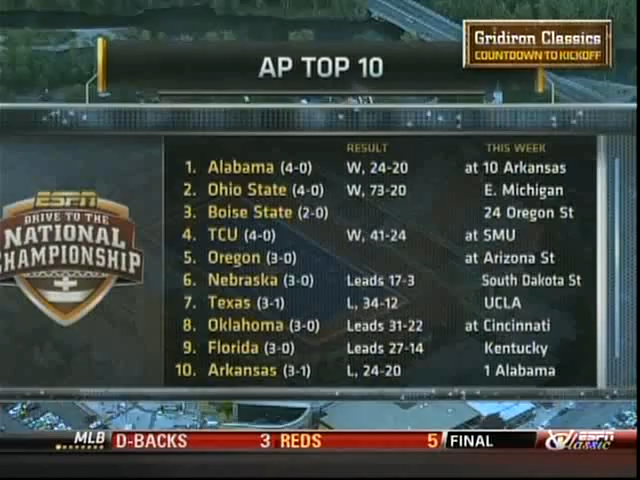 Gridiron Classics
COUNTDOWN TO KICKOFF
AP TOP 10
RESULT THIS WEEK
1. Alabama (4-0) W, 24-20 at 10 Arkansas
2. Ohio State (4-0) W, 73-20 E. Michigan
3. Boise State (2-0) 24 Oregon St
4. TCU (4-0) W, 41-24 at SMU
5. Oregon (3-0) at Arizona St
6. Nebraska (3-0) Leads 17-3 South Dakota St
7. Texas (3-1) L, 34-12 UCLA
8. Oklahoma (3-0) Leads 31-22 at Cincinnati
9. Florida (3-0) Leads 27-14 Kentucky
10. Arkansas (3-1) L, 24-20 1 Alabama
ESPN
DRIVE TO THE
NATIONAL
CHAMPIONSHIP
MLB D-BACKS 3 REDS 5 FINAL
ESPN
Classic